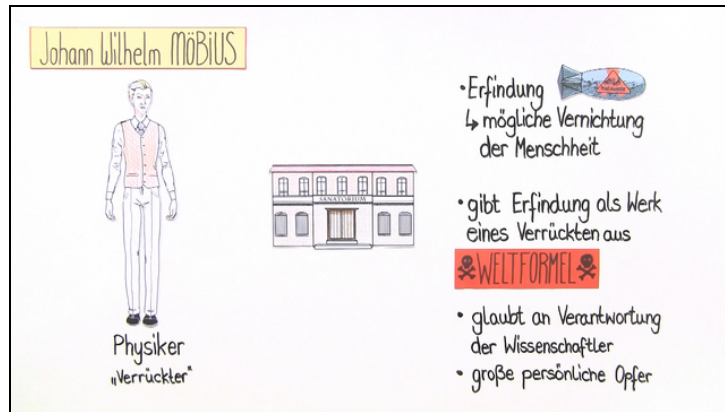 Johann Wilhelm MÖBIUS
Physiker
„Verrückter“
SANATORIUM
• Erfindung
↳ mögliche Vernichtung
der Menschheit
• gibt Erfindung als Werk
eines Verrückten aus
WELTFORMEL
• glaubt an Verantwortung
der Wissenschaftler
• große persönliche Opfer